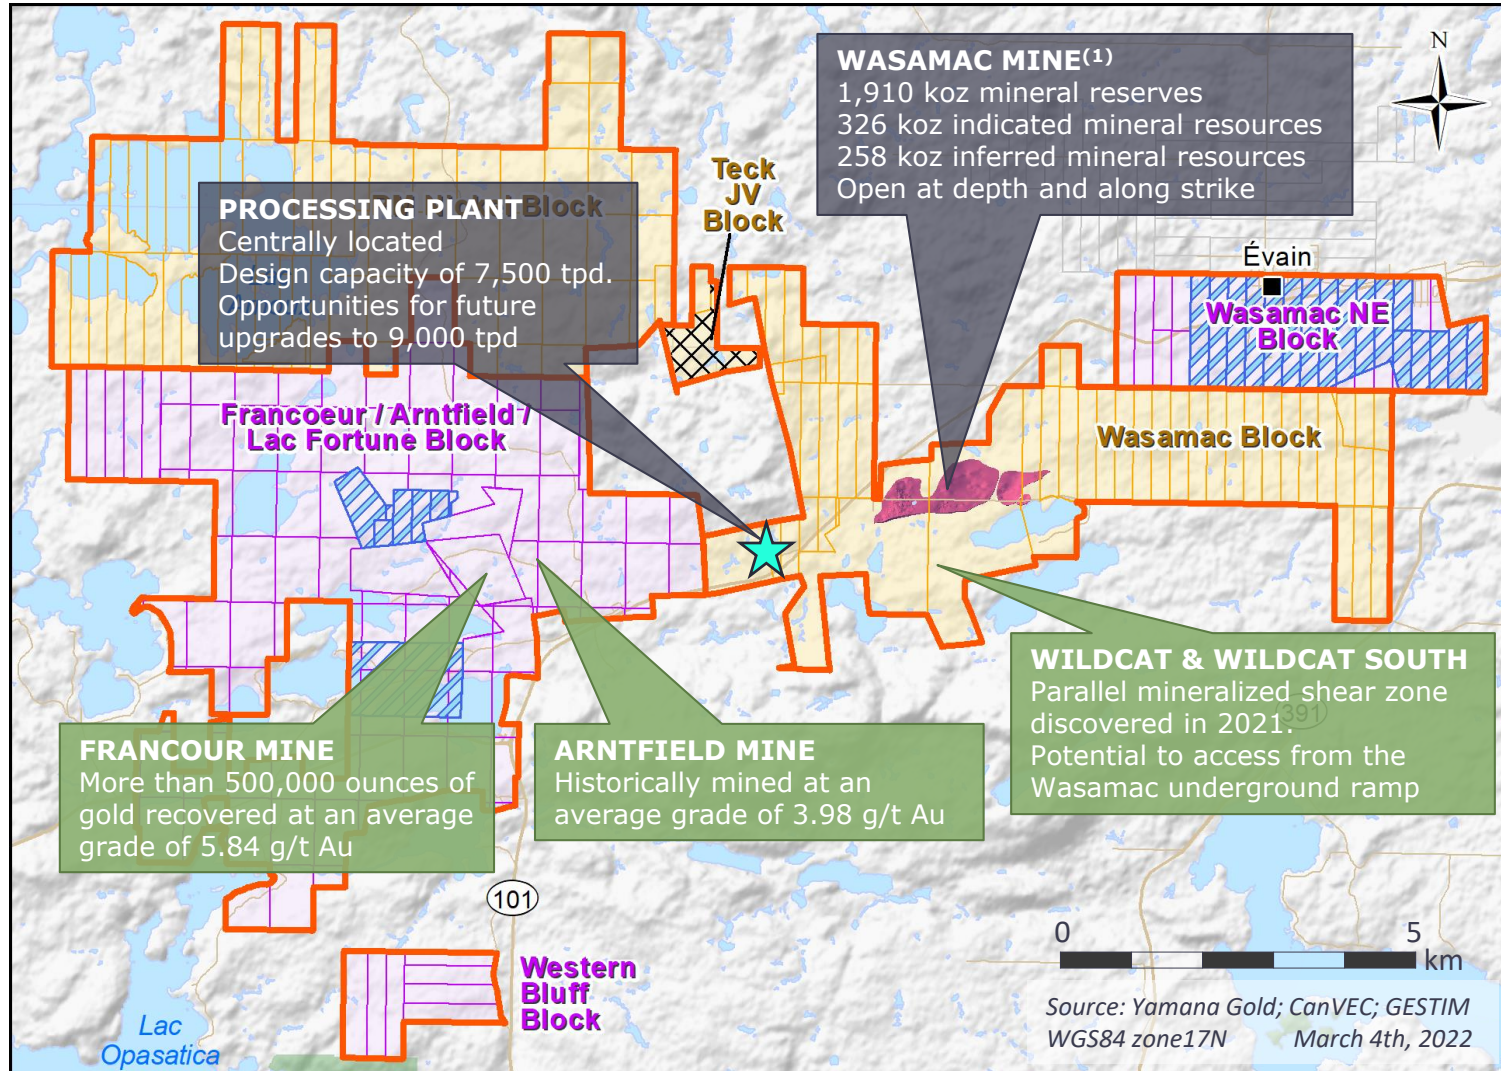 WASAMAC MINE(1)
1,910 koz mineral reserves
326 koz indicated mineral resources
258 koz inferred mineral resources
Open at depth and along strike
N
Teck
JV
Block
Block
PROCESSING PLANT
Centrally located
Design capacity of 7,500 tpd.
Opportunities for future
upgrades to 9,000 tpd
Évain
Wasamac NE
Block
Francoeur / Arntfield /
Lac Fortune Block
Wasamac Block
WILDCAT & WILDCAT SOUTH
Parallel mineralized shear zone
discovered in 2021.
Potential to access from the
Wasamac underground ramp
391
FRANCOUR MINE
More than 500,000 ounces of
gold recovered at an average
grade of 5.84 g/t Au
ARNTFIELD MINE
Historically mined at an
average grade of 3.98 g/t Au
101
Western
Bluff
Block
Lac
Opasatica
0 5
km
Source: Yamana Gold; CanVEC; GESTIM
WGS84 zone17N March 4th, 2022